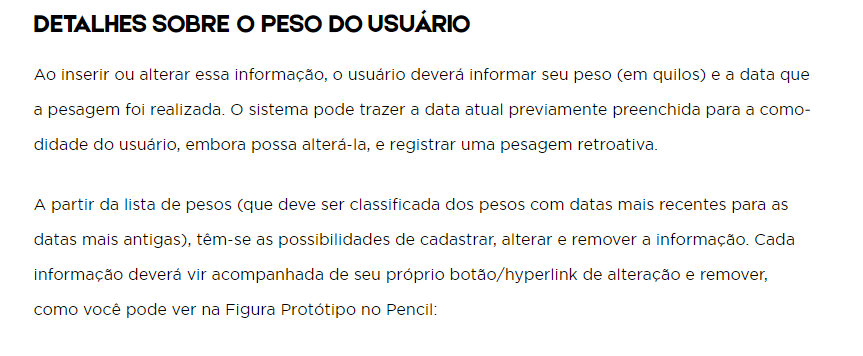 DETALHES SOBRE O PESO DO USUÁRIO
Ao inserir ou alterar essa informação, o usuário deverá informar seu peso (em quilos) e a data que
a pesagem foi realizada. O sistema pode trazer a data atual previamente preenchida para a como-
didade do usuário, embora possa alterá-la, e registrar uma pesagem retroativa.
A partir da lista de pesos (que deve ser classificada dos pesos com datas mais recentes para as
datas mais antigas), têm-se as possibilidades de cadastrar, alterar e remover a informação. Cada
informação deverá vir acompanhada de seu próprio botão/hyperlink de alteração e remover,
como você pode ver na Figura Protótipo no Pencil: